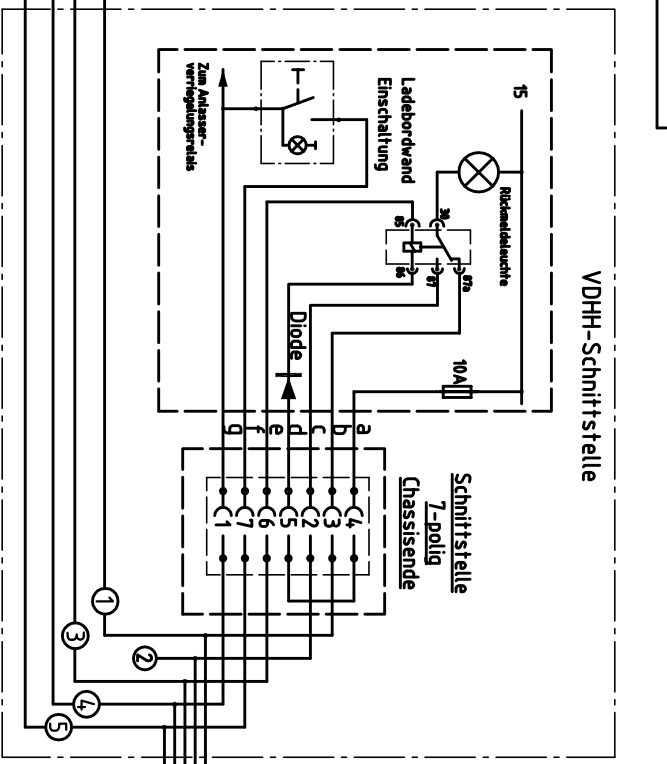 VDHH-Schnittstelle
15
Rückmeldeleuchte
Ladebordwand
Einschaltung
Zum Anlasser-
verriegelungsrelais
85
30
86
87
87a
10A
Diode
g
f
e
d
c
b
a
Schnittstelle
7-polig
Chassisende
1
7
6
5
2
3
4
1
2
3
4
5